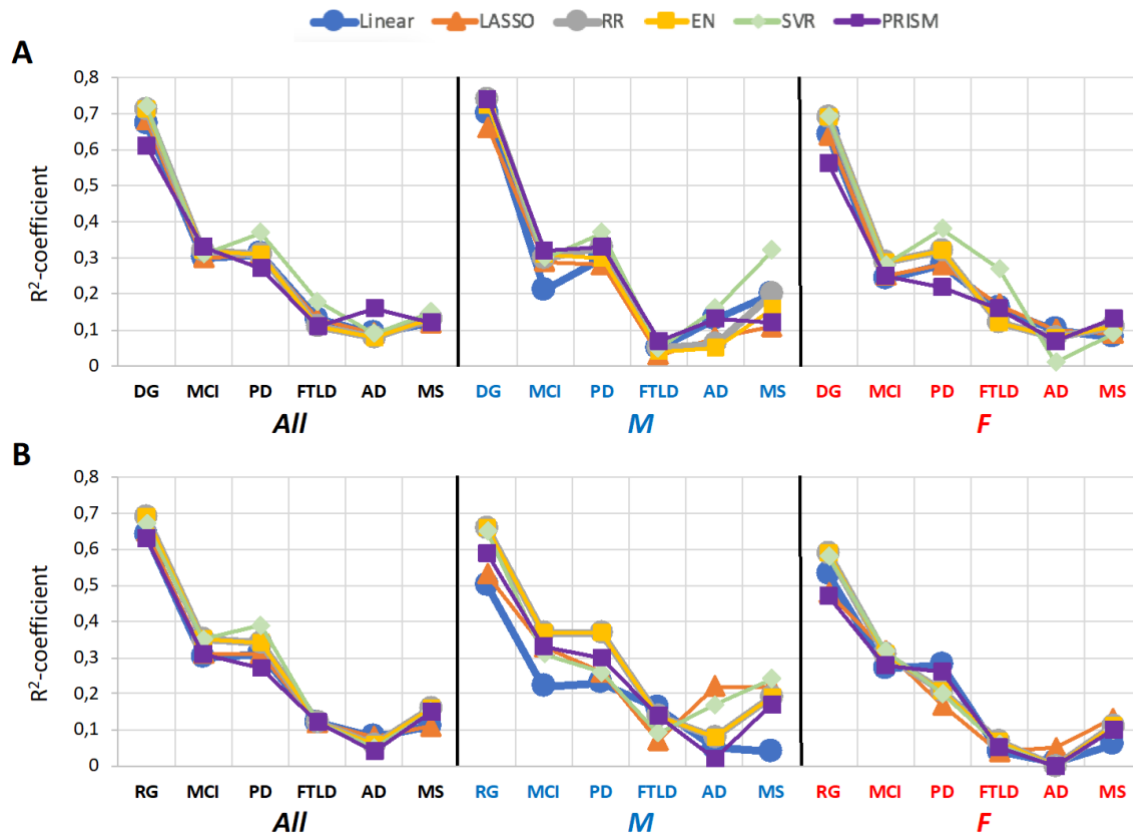 Linear LASSO RR EN SVR PRISM
A
R²-coefficient
0,8
0,7
0,6
0,5
0,4
0,3
0,2
0,1
0
DG MCI PD FTLD AD MS DG MCI PD FTLD AD MS DG MCI PD FTLD AD MS
All M F
B
R²-coefficient
0,8
0,7
0,6
0,5
0,4
0,3
0,2
0,1
0
RG MCI PD FTLD AD MS RG MCI PD FTLD AD MS RG MCI PD FTLD AD MS
All M F